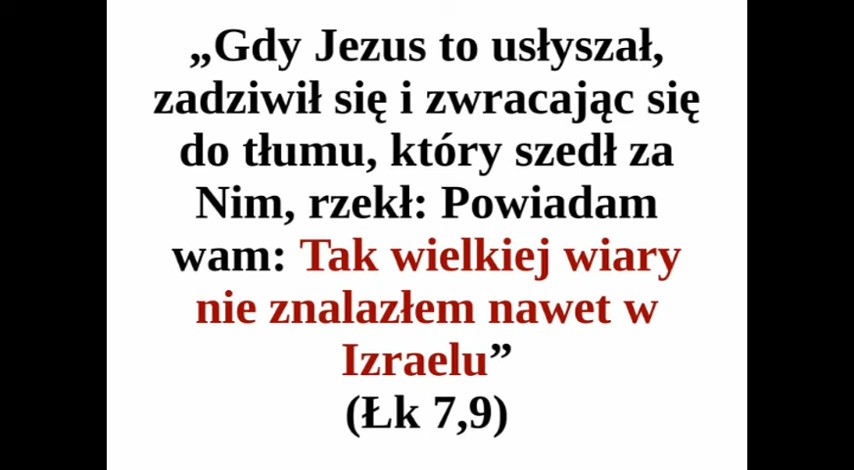 „Gdy Jezus to usłyszał,
zadziwił się i zwracając się
do tłumu, który szedł za
Nim, rzekł: Powiadam
wam: Tak wielkiej wiary
nie znalazłem nawet w
Izraelu”
(Łk 7,9)